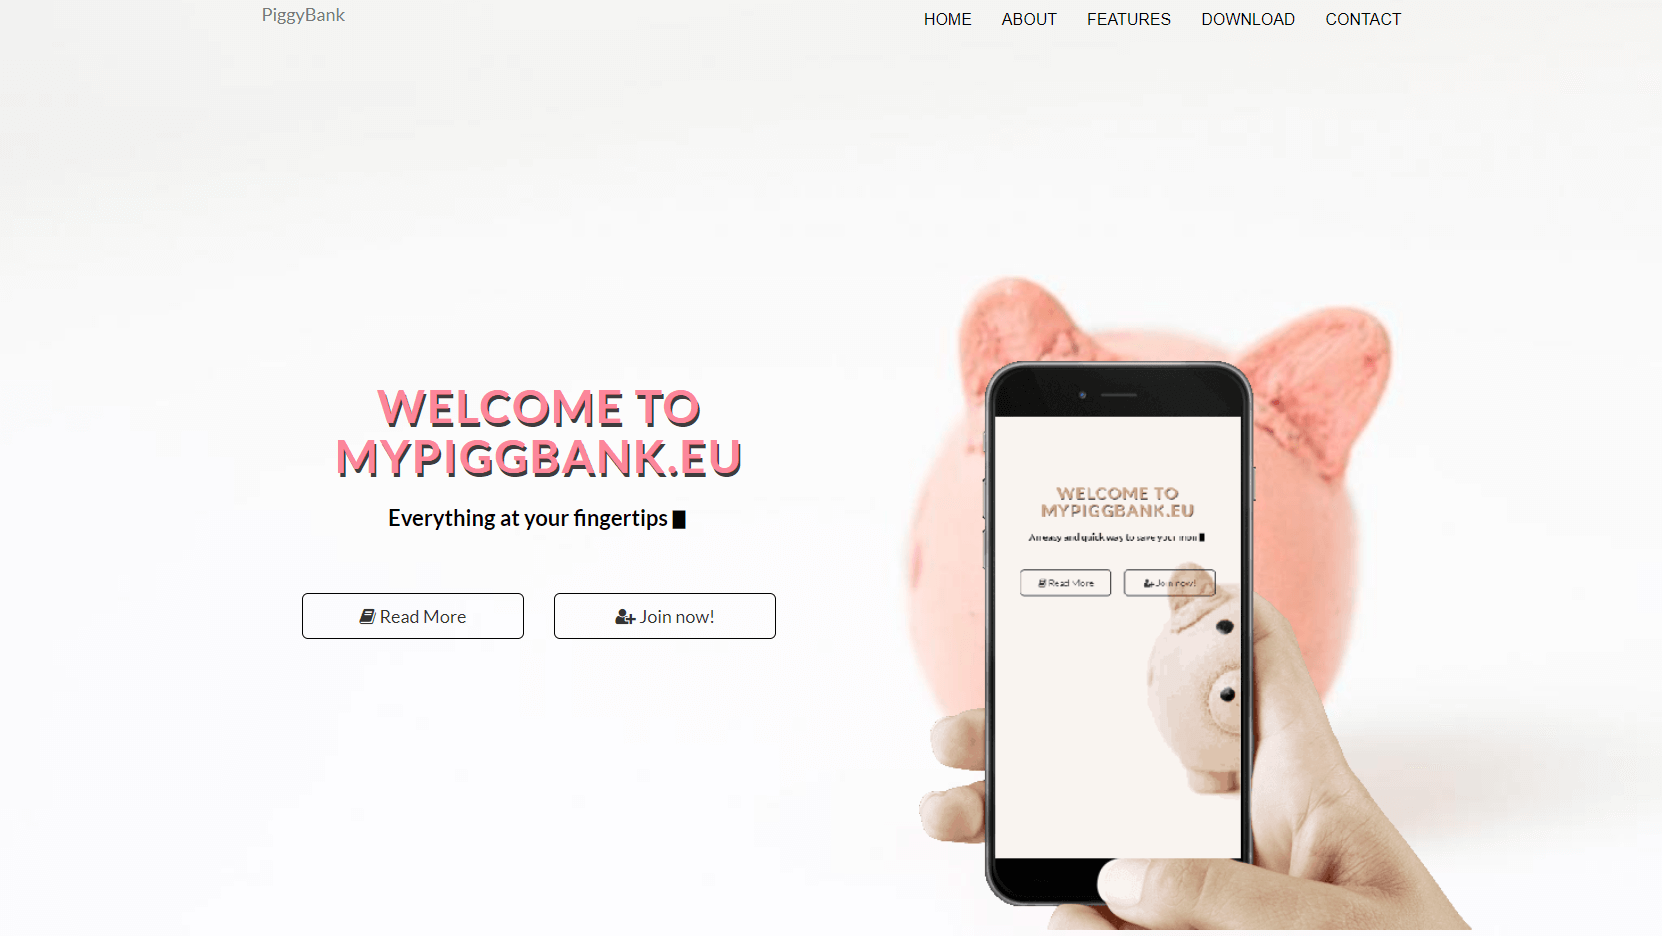 PiggyBank
HOME ABOUT FEATURES DOWNLOAD CONTACT
WELCOME TO
MYPIGGBANK.EU
Everything at your fingertips
Read More
Join now!
WELCOME TO
MYPIGGBANK.EU
An easy and quick way to save your mon
Read More
Join now!